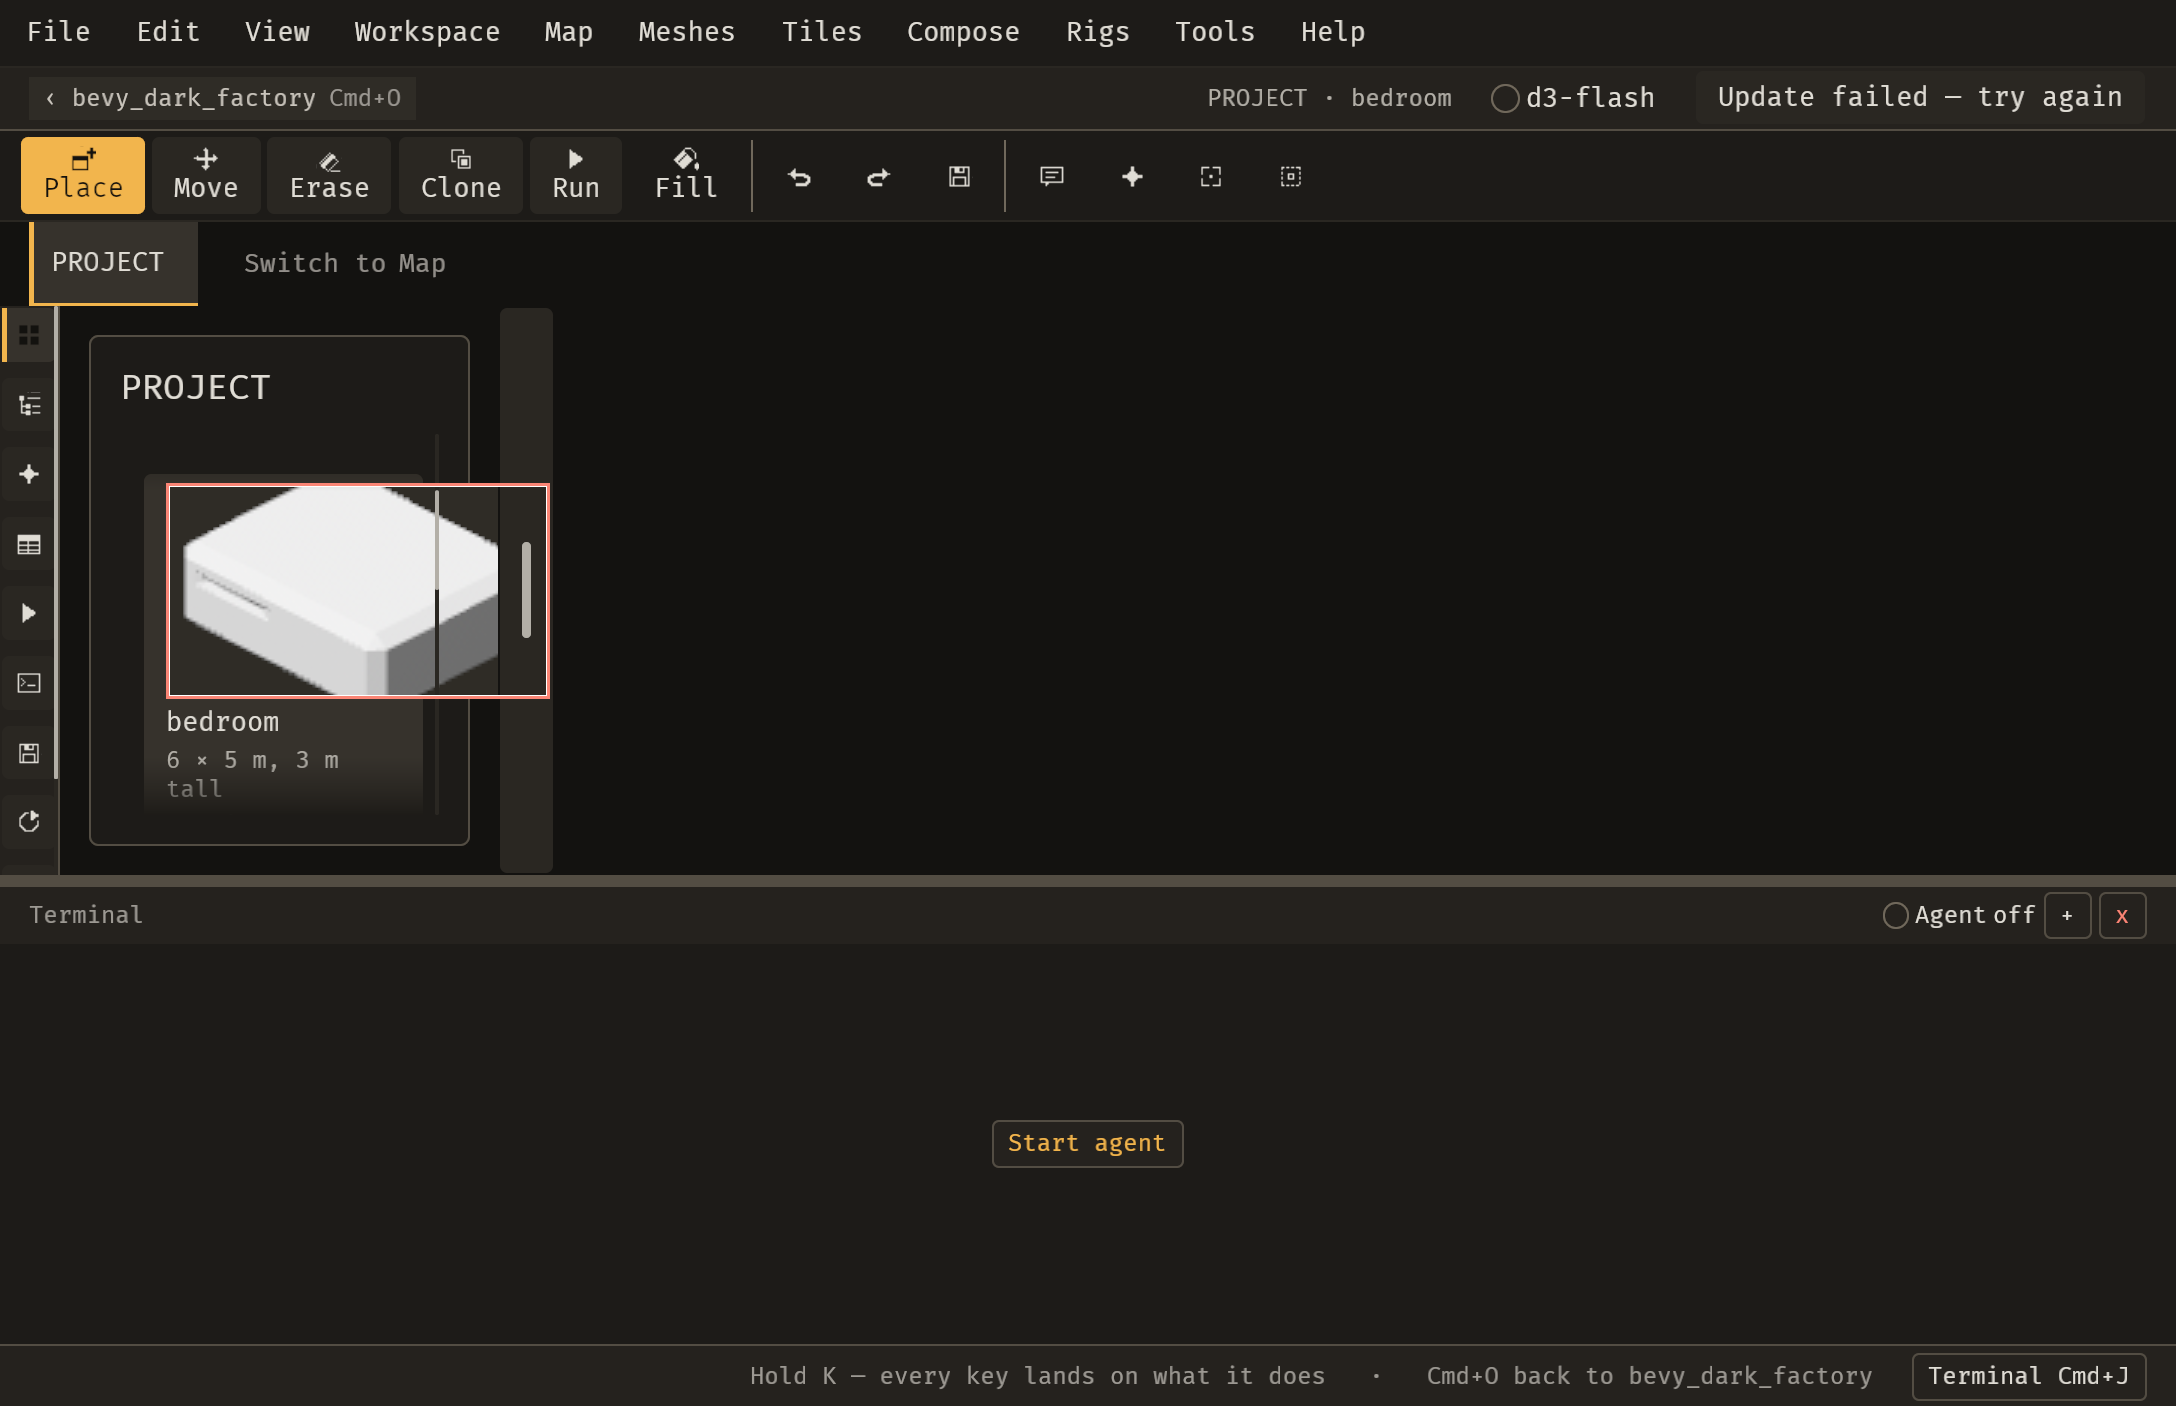 File Edit View Workspace Map Meshes Tiles Compose Rigs Tools Help
‹ bevy_dark_factory Cmd+O
PROJECT · bedroom
d3-flash
Update failed — try again
Place Move Erase Clone Run Fill
PROJECT
Switch to Map
PROJECT
bedroom
6 × 5 m, 3 m
tall
Terminal
Agent off + x
Start agent
Hold K — every key lands on what it does · Cmd+O back to bevy_dark_factory
Terminal Cmd+J